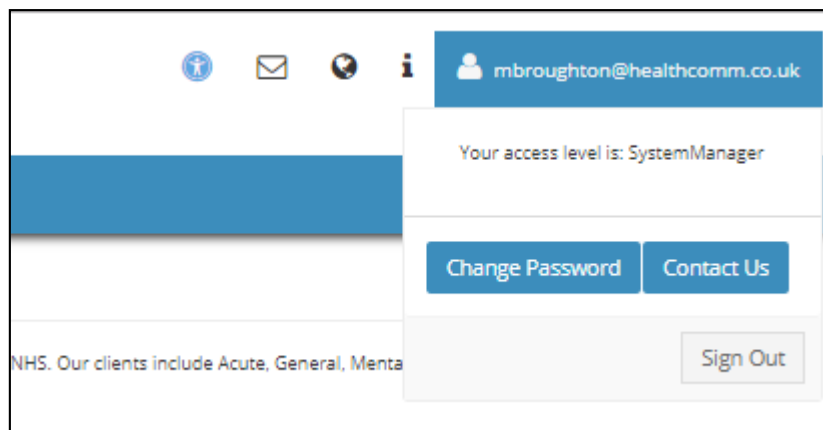 mbroughton@healthcomm.co.uk
Your access level is: SystemManager
Change Password
Contact Us
NHS. Our clients include Acute, General, Menta
Sign Out